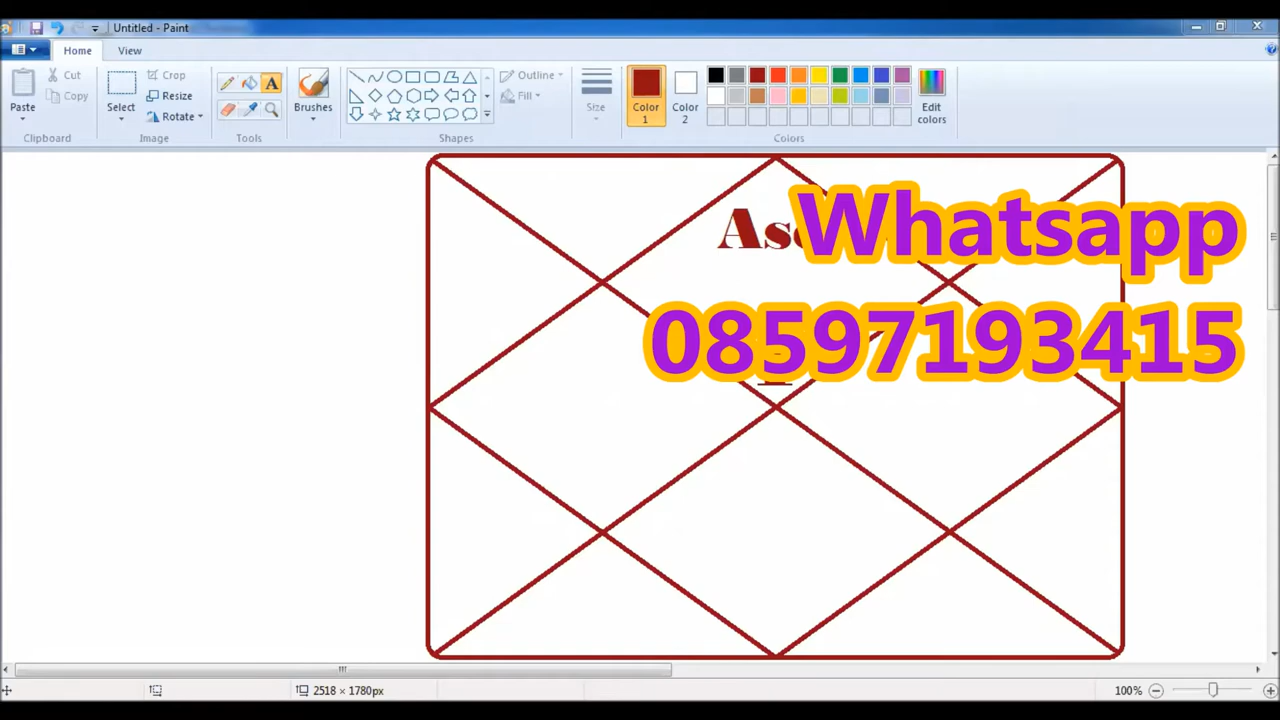 Untitled - Paint
Home View
Paste
Cut
Copy
Clipboard
Select
Crop
Resize
Rotate
Image
A
Tools
Brushes
Shapes
Outline
Fill
Size
Color 1
Color 2
Edit colors
Colors
Whatsapp
08597193415
2518 × 1780px
100%